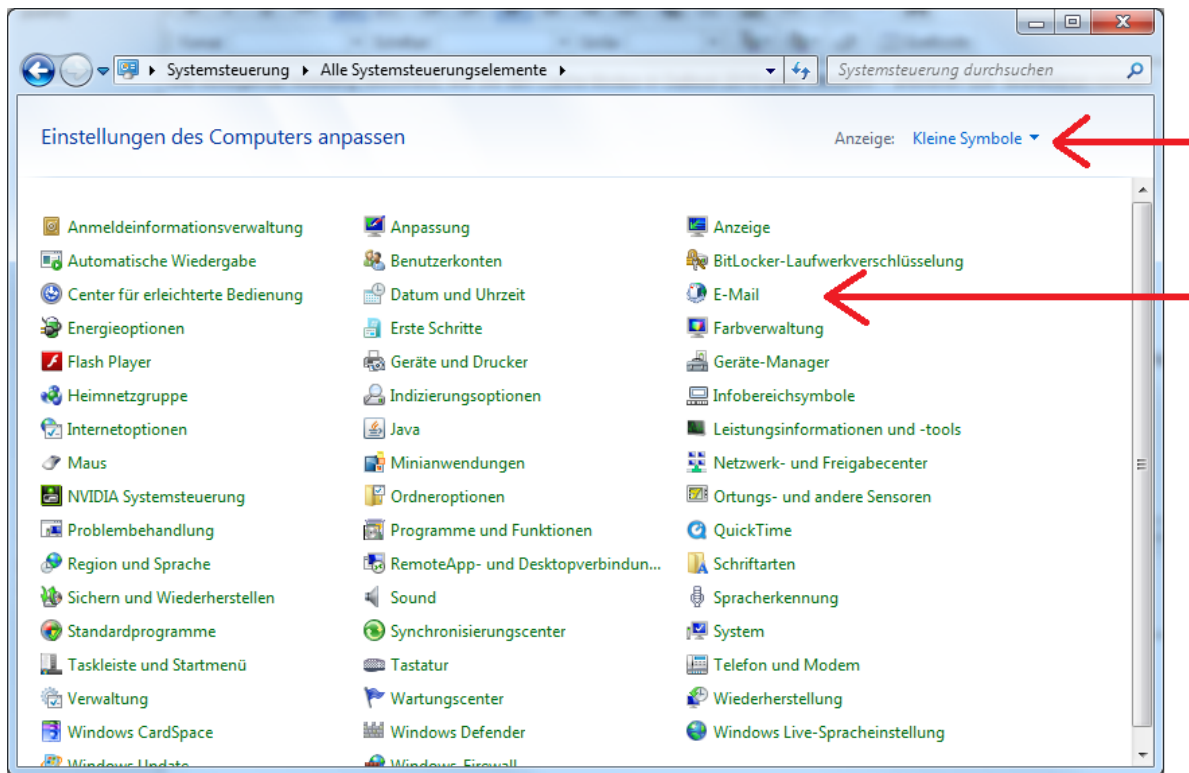 Systemsteuerung Alle Systemsteuerungselemente Systemsteuerung durchsuchen
Einstellungen des Computers anpassen Anzeige: Kleine Symbole
Anmeldeinformationsverwaltung Anpassung Anzeige
Automatische Wiedergabe Benutzerkonten BitLocker-Laufwerkverschlüsselung
Center für erleichterte Bedienung Datum und Uhrzeit E-Mail
Energieoptionen Erste Schritte Farbverwaltung
Flash Player Geräte und Drucker Geräte-Manager
Heimnetzgruppe Indizierungsoptionen Infobereichsymbole
Internetoptionen Java Leistungsinformationen und -tools
Maus Minianwendungen Netzwerk- und Freigabecenter
NVIDIA Systemsteuerung Ordneroptionen Ortungs- und andere Sensoren
Problembehandlung Programme und Funktionen QuickTime
Region und Sprache RemoteApp- und Desktopverbindun... Schriftarten
Sichern und Wiederherstellen Sound Spracherkennung
Standardprogramme Synchronisierungscenter System
Taskleiste und Startmenü Tastatur Telefon und Modem
Verwaltung Wartungscenter Wiederherstellung
Windows CardSpace Windows Defender Windows Live-Spracheinstellung
Windows Update Windows-Firewall